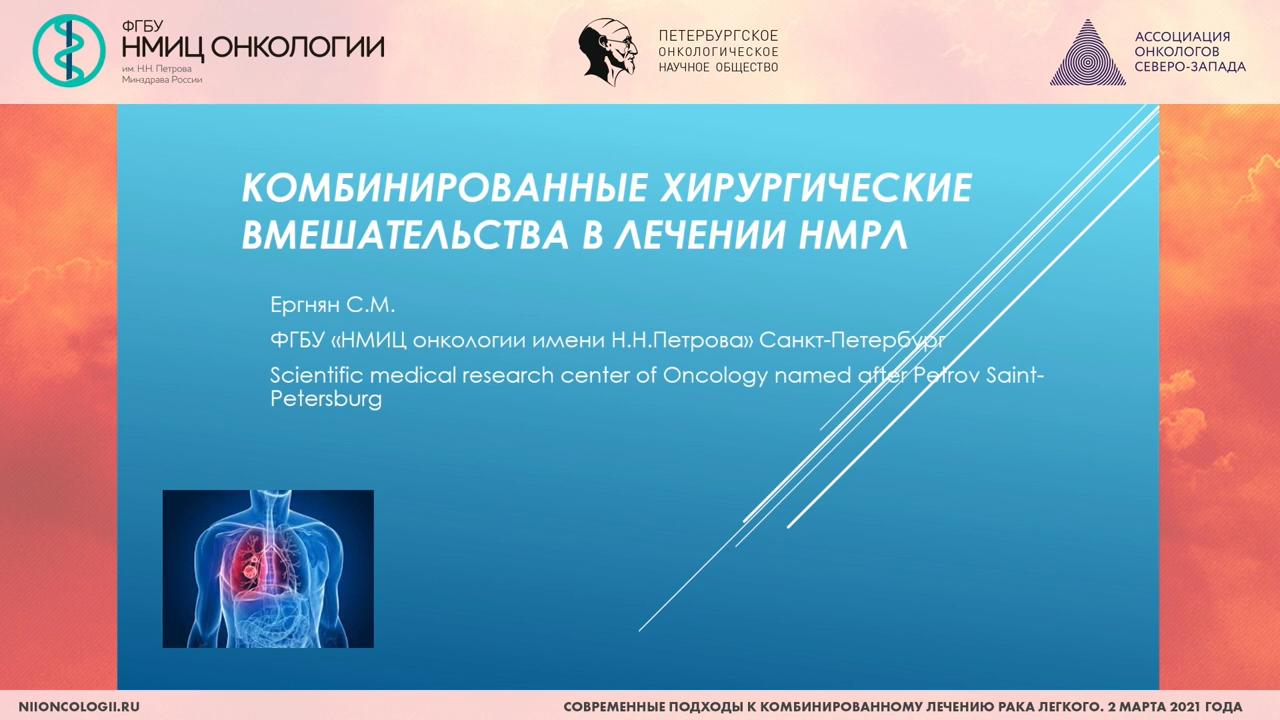 ФГБУ
НМИЦ ОНКОЛОГИИ
им. Н.Н. Петрова
Минздрава России
ПЕТЕРБУРГСКОЕ
ОНКОЛОГИЧЕСКОЕ
НАУЧНОЕ ОБЩЕСТВО
АССОЦИАЦИЯ
ОНКОЛОГОВ
СЕВЕРО-ЗАПАДА
КОМБИНИРОВАННЫЕ ХИРУРГИЧЕСКИЕ
ВМЕШАТЕЛЬСТВА В ЛЕЧЕНИИ НМРЛ
Ергнян С.М.
ФГБУ «НМИЦ онкологии имени Н.Н.Петрова» Санкт-Петербург
Scientific medical research center of Oncology named after Petrov Saint-
Petersburg
NIIONCOLOGII.RU
СОВРЕМЕННЫЕ ПОДХОДЫ К КОМБИНИРОВАННОМУ ЛЕЧЕНИЮ РАКА ЛЕГКОГО. 2 МАРТА 2021 ГОДА